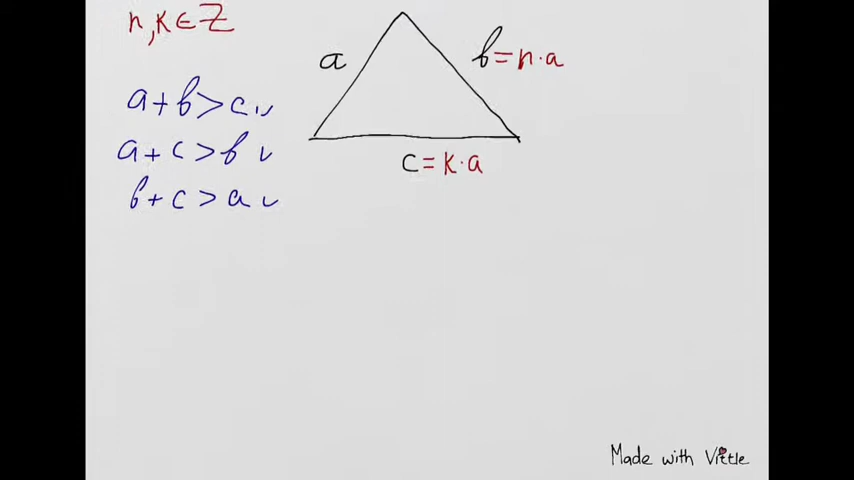 n,k∈Z
a
b=n·a
a+b>c ✓
a+c>b ✓
c=k·a
b+c>a ✓
Made with Vittle